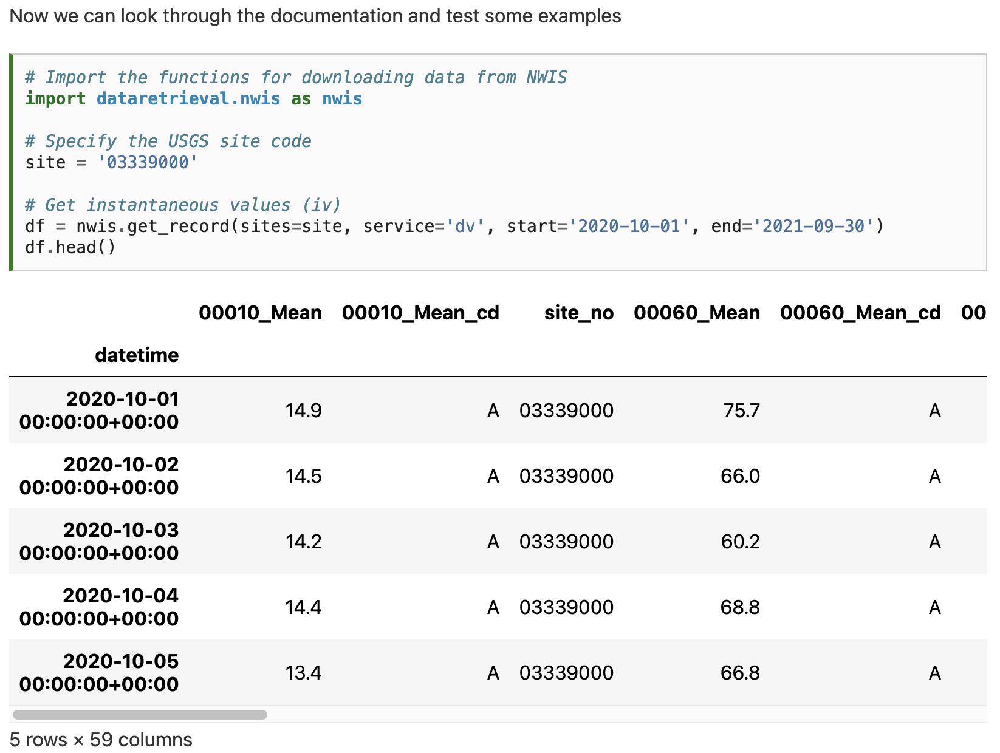 Now we can look through the documentation and test some examples
# Import the functions for downloading data from NWIS
import dataretrieval.nwis as nwis
# Specify the USGS site code
site = '03339000'
# Get instantaneous values (iv)
df = nwis.get_record(sites=site, service='dv', start='2020-10-01', end='2021-09-30')
df.head()
00010_Mean 00010_Mean_cd site_no 00060_Mean 00060_Mean_cd 00
datetime
2020-10-01
00:00:00+00:00 14.9 A 03339000 75.7 A
2020-10-02
00:00:00+00:00 14.5 A 03339000 66.0 A
2020-10-03
00:00:00+00:00 14.2 A 03339000 60.2 A
2020-10-04
00:00:00+00:00 14.4 A 03339000 68.8 A
2020-10-05
00:00:00+00:00 13.4 A 03339000 66.8 A
5 rows × 59 columns